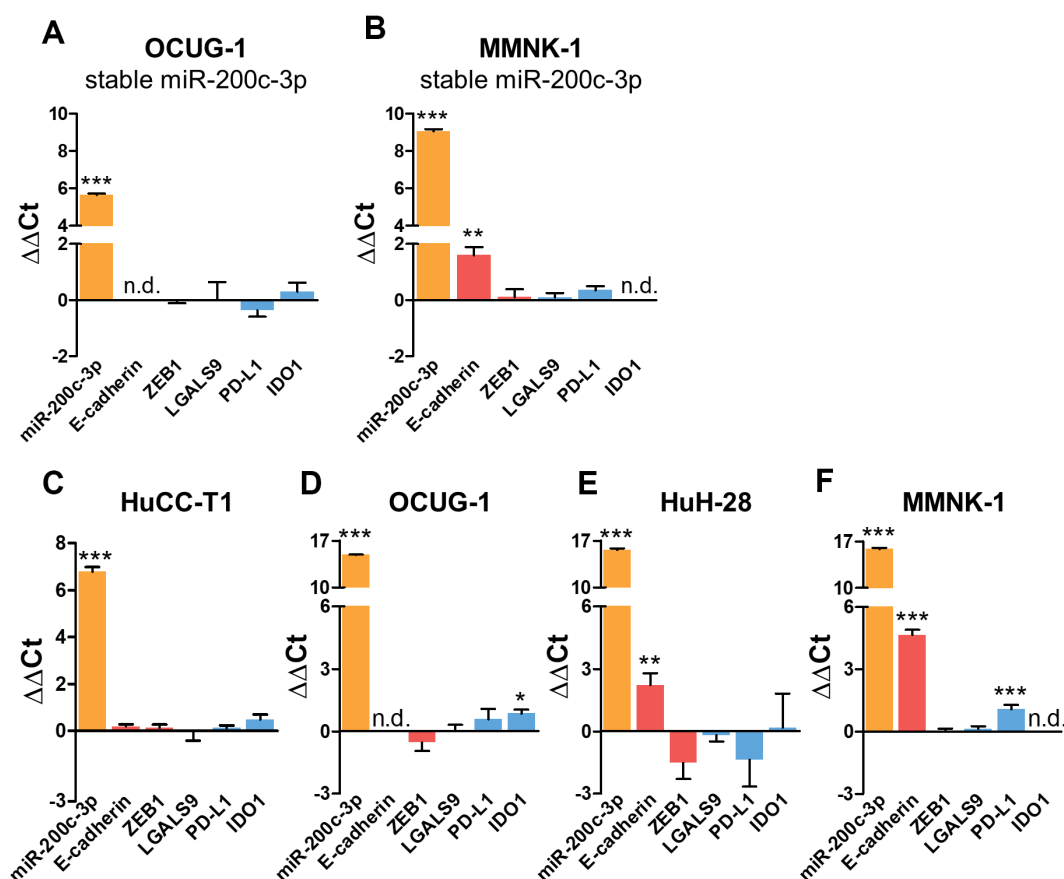 A
OCUG-1
stable miR-200c-3p
ΔΔCt
10
8
6
4
2
0
-2
***
n.d.
miR-200c-3p
E-cadherin
ZEB1
LGALS9
PD-L1
IDO1
B
MMNK-1
stable miR-200c-3p
ΔΔCt
10
8
6
4
2
0
-2
***
**
n.d.
miR-200c-3p
E-cadherin
ZEB1
LGALS9
PD-L1
IDO1
C
HuCC-T1
ΔΔCt
8
6
4
2
0
-3
***
miR-200c-3p
E-cadherin
ZEB1
LGALS9
PD-L1
IDO1
D
OCUG-1
ΔΔCt
17
10
6
3
0
-3
***
n.d.
*
miR-200c-3p
E-cadherin
ZEB1
LGALS9
PD-L1
IDO1
E
HuH-28
ΔΔCt
17
10
6
3
0
-3
***
**
miR-200c-3p
E-cadherin
ZEB1
LGALS9
PD-L1
IDO1
F
MMNK-1
ΔΔCt
17
10
6
3
0
-3
***
***
***
n.d.
miR-200c-3p
E-cadherin
ZEB1
LGALS9
PD-L1
IDO1